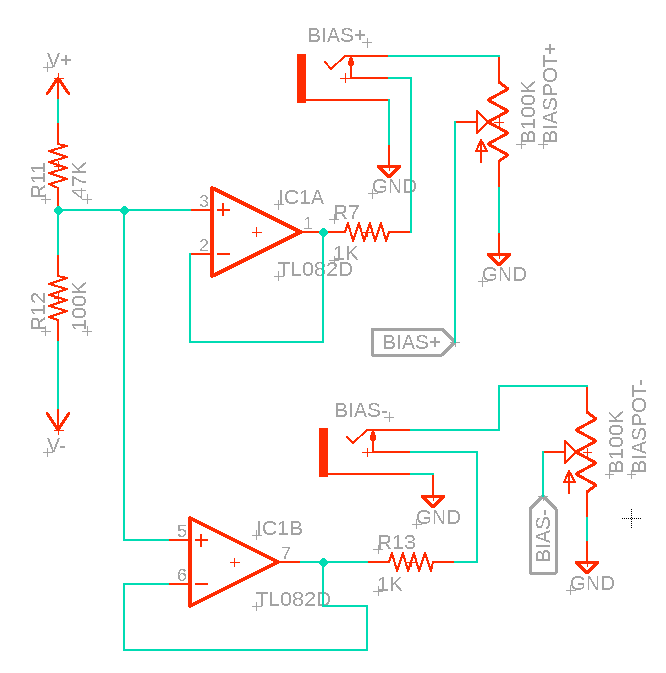 BIAS+
V+
B100K
BIASPOT+
R11
47K
3
IC1A
1
R7
2
1K
TL082D
GND
GND
R12
100K
BIAS+
V-
BIAS-
B100K
BIASPOT-
GND
BIAS-
5
IC1B
7
R13
6
1K
TL082D
GND